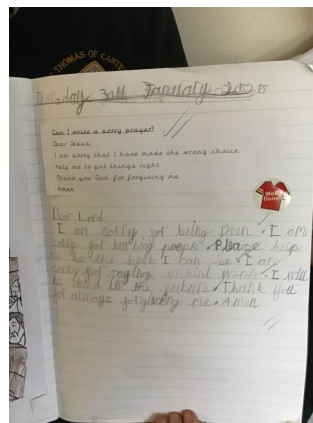 THOMAS OF CANTE
Thursday 30th January 2025
Can I write a sorry prayer?
Dear Jesus,
I am sorry that I have made the wrong choice.
Help me to put things right.
Thank you God, for forgiving me.
Amen
Well Done!
Dear Lord
I am sorry for being mean. I am
sorry for hurting people. Please help
me be the best I can be. I am
sorry for saying unkind words. I will
be good in the future. Thank you
for always forgiving me. Amen